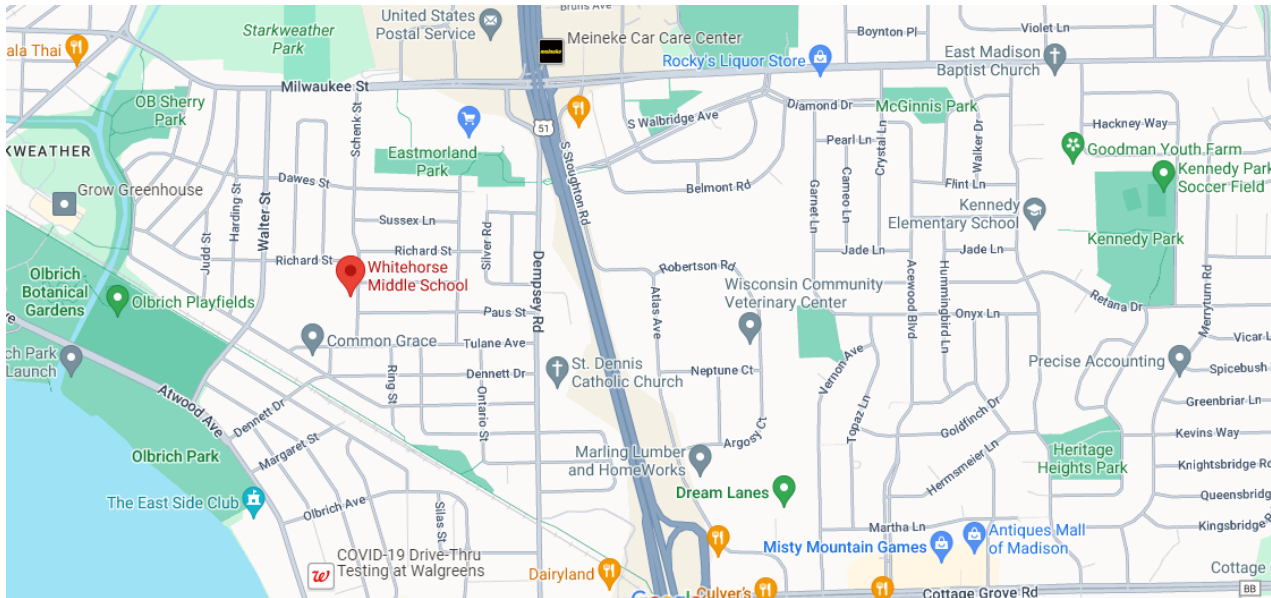 Bruns Ave
United States
Postal Service
meineke
Meineke Car Care Center
Starkweather
Park
ala Thai
Boynton Pl
Violet Ln
East Madison
Baptist Church
Rocky's Liquor Store
Milwaukee St
OB Sherry
Park
Schenk St
51
S Walbridge Ave
Diamond Dr
McGinnis Park
Hackney Way
Pearl Ln
Crystal Ln
Walker Dr
Goodman Youth Farm
KWEATHER
Eastmorland
Park
S Stoughton Rd
Kennedy Park
Soccer Field
Grow Greenhouse
Dawes St
Belmont Rd
Garnet Ln
Cameo Ln
Flint Ln
Harding St
Walter St
Sussex Ln
Kennedy
Elementary School
Judd St
Richard St
Silver Rd
Kennedy Park
Jade Ln
Jade Ln
Richard St
Whitehorse
Middle School
Dempsey Rd
Robertson Rd
Acewood Blvd
Hummingbird Ln
Merryturn Rd
Olbrich
Botanical
Gardens
Olbrich Playfields
Atlas Ave
Wisconsin Community
Veterinary Center
Retana Dr
Paus St
Onyx Ln
Common Grace
Tulane Ave
Vicar L
ch Park
Launch
St. Dennis
Catholic Church
Neptune Ct
Vernon Ave
Precise Accounting
Spicebush
Dennett Dr
Atwood Ave
Ring St
Ontario St
Topaz Ln
Goldfinch Dr
Greenbriar Ln
Dennett Dr
Argosy Ct
Kevins Way
Margaret St
Olbrich Park
Marling Lumber
and HomeWorks
Hermsmeier Ln
Heritage
Heights Park
Knightsbridge Rd
Dream Lanes
Queensbridg
The East Side Club
Olbrich Ave
Silas St
Martha Ln
Kingsbridge R
Antiques Mall
of Madison
Misty Mountain Games
COVID-19 Drive-Thru
Testing at Walgreens
Dairyland
Cottage
Google
Culver's
Cottage Grove Rd
BB